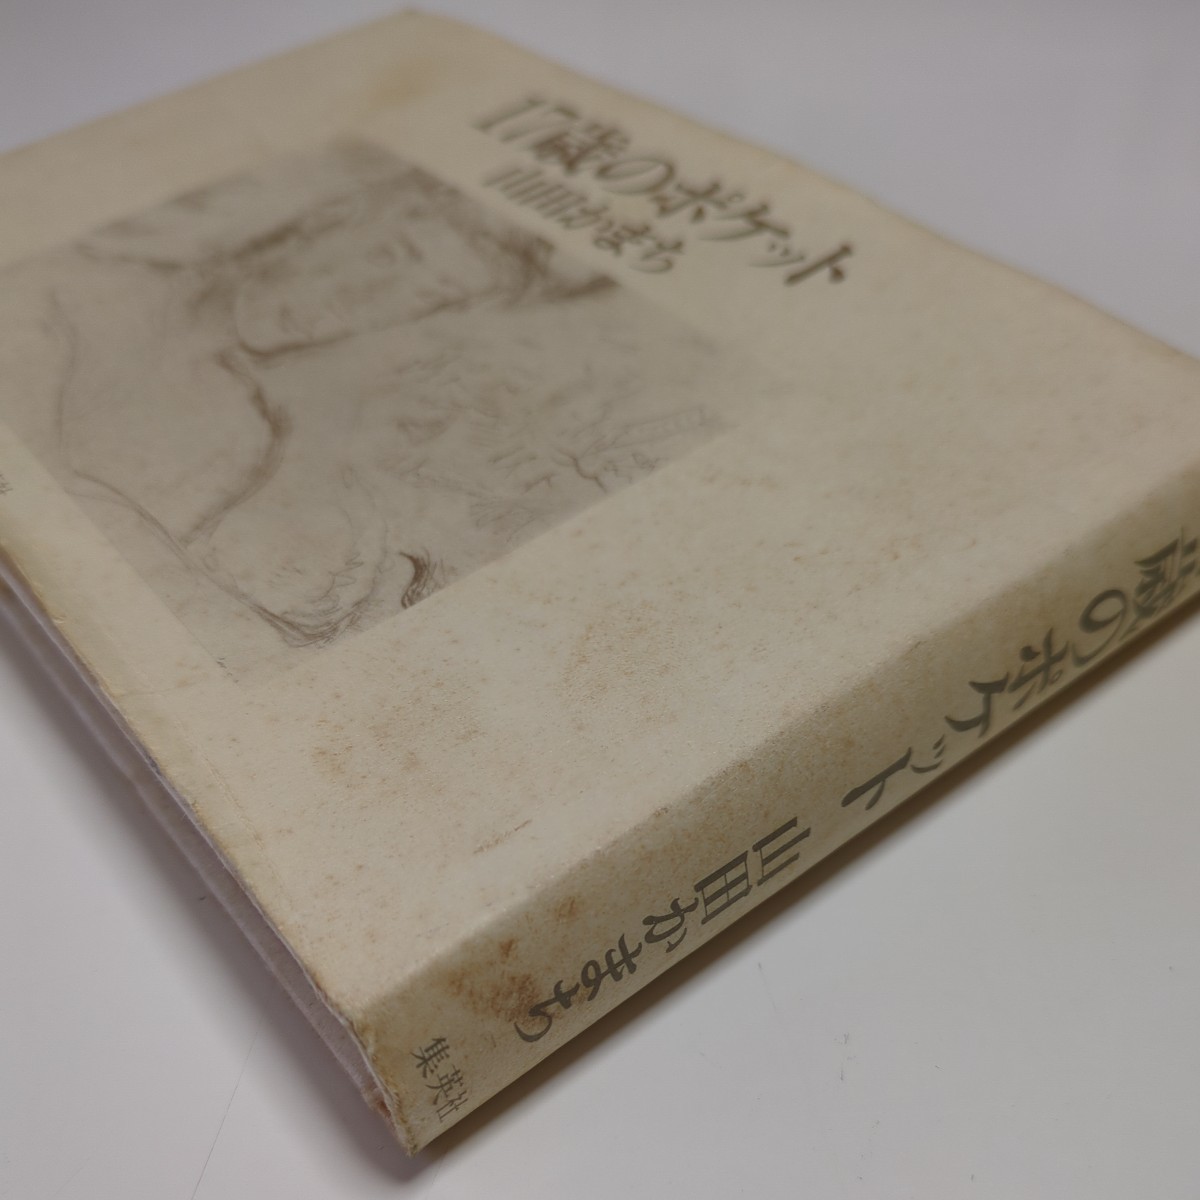 17歳のポケット
山田かまち
歳のポケット 山田かまち
集英社